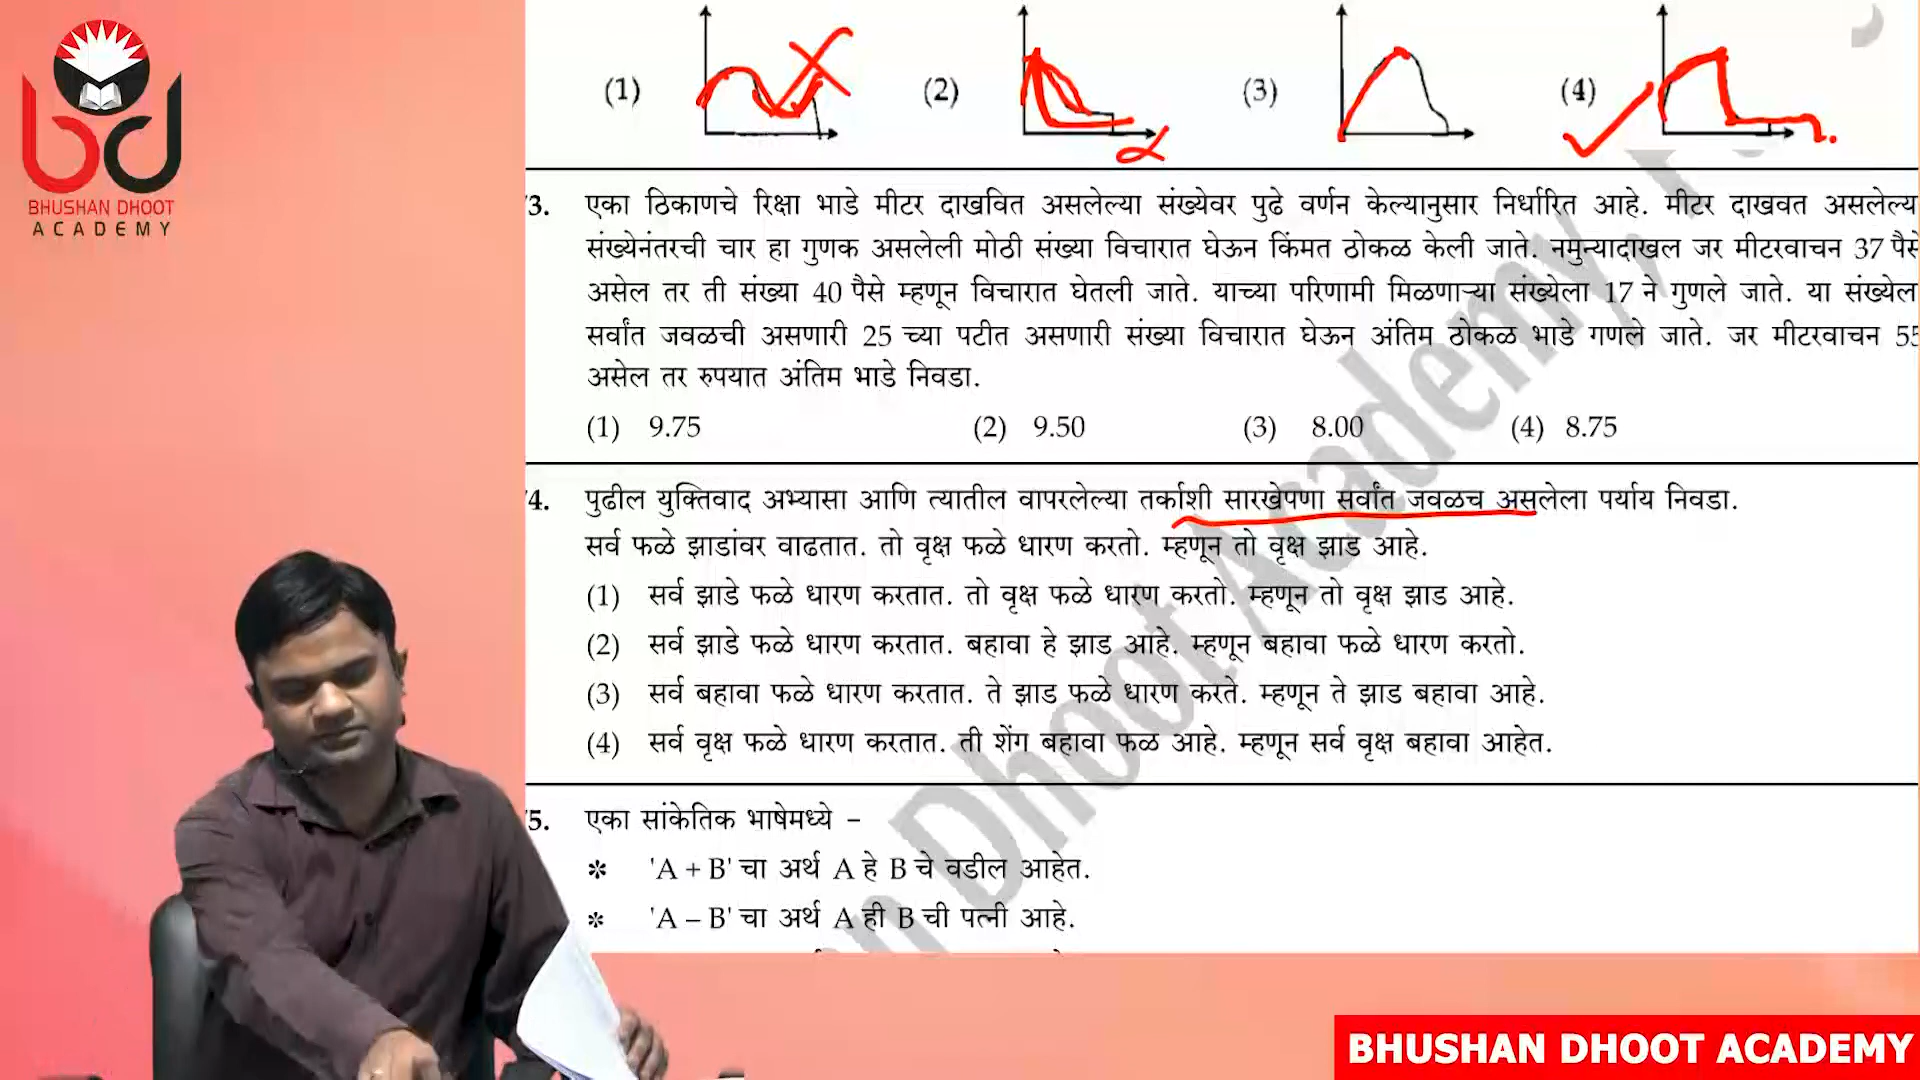 BHUSHAN DHOOT
ACADEMY
(1) (2) (3) (4)
73. एका ठिकाणचे रिक्षा भाडे मीटर दाखवित असलेल्या संख्येवर पुढे वर्णन केल्यानुसार निर्धारित आहे. मीटर दाखवत असलेल्य
संख्येनंतरची चार हा गुणक असलेली मोठी संख्या विचारात घेऊन किंमत ठोकळ केली जाते. नमुन्यादाखल जर मीटरवाचन 37 पैसे
असेल तर ती संख्या 40 पैसे म्हणून विचारात घेतली जाते. याच्या परिणामी मिळणाऱ्या संख्येला 17 ने गुणले जाते. या संख्येल
सर्वांत जवळची असणारी 25 च्या पटीत असणारी संख्या विचारात घेऊन अंतिम ठोकळ भाडे गणले जाते. जर मीटरवाचन 55
असेल तर रुपयात अंतिम भाडे निवडा.
(1) 9.75 (2) 9.50 (3) 8.00 (4) 8.75
74. पुढील युक्तिवाद अभ्यासा आणि त्यातील वापरलेल्या तर्काशी सारखेपणा सर्वांत जवळच असलेला पर्याय निवडा.
सर्व फळे झाडांवर वाढतात. तो वृक्ष फळे धारण करतो. म्हणून तो वृक्ष झाड आहे.
(1) सर्व झाडे फळे धारण करतात. तो वृक्ष फळे धारण करतो. म्हणून तो वृक्ष झाड आहे.
(2) सर्व झाडे फळे धारण करतात. बहावा हे झाड आहे. म्हणून बहावा फळे धारण करतो.
(3) सर्व बहावा फळे धारण करतात. ते झाड फळे धारण करते. म्हणून ते झाड बहावा आहे.
(4) सर्व वृक्ष फळे धारण करतात. ती शेंग बहावा फळ आहे. म्हणून सर्व वृक्ष बहावा आहेत.
75. एका सांकेतिक भाषेमध्ये –
* 'A + B' चा अर्थ A हे B चे वडील आहेत.
* 'A – B' चा अर्थ A ही B ची पत्नी आहे.
BHUSHAN DHOOT ACADEMY